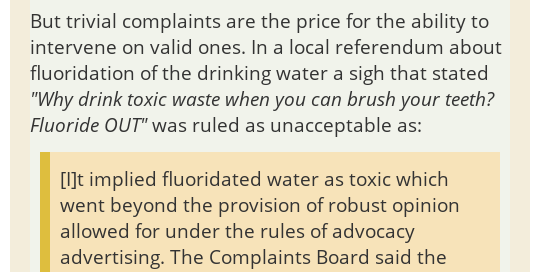 But trivial complaints are the price for the ability to
intervene on valid ones. In a local referendum about
fluoridation of the drinking water a sigh that stated
"Why drink toxic waste when you can brush your teeth?
Fluoride OUT" was ruled as unacceptable as:
[I]t implied fluoridated water as toxic which
went beyond the provision of robust opinion
allowed for under the rules of advocacy
advertising. The Complaints Board said the